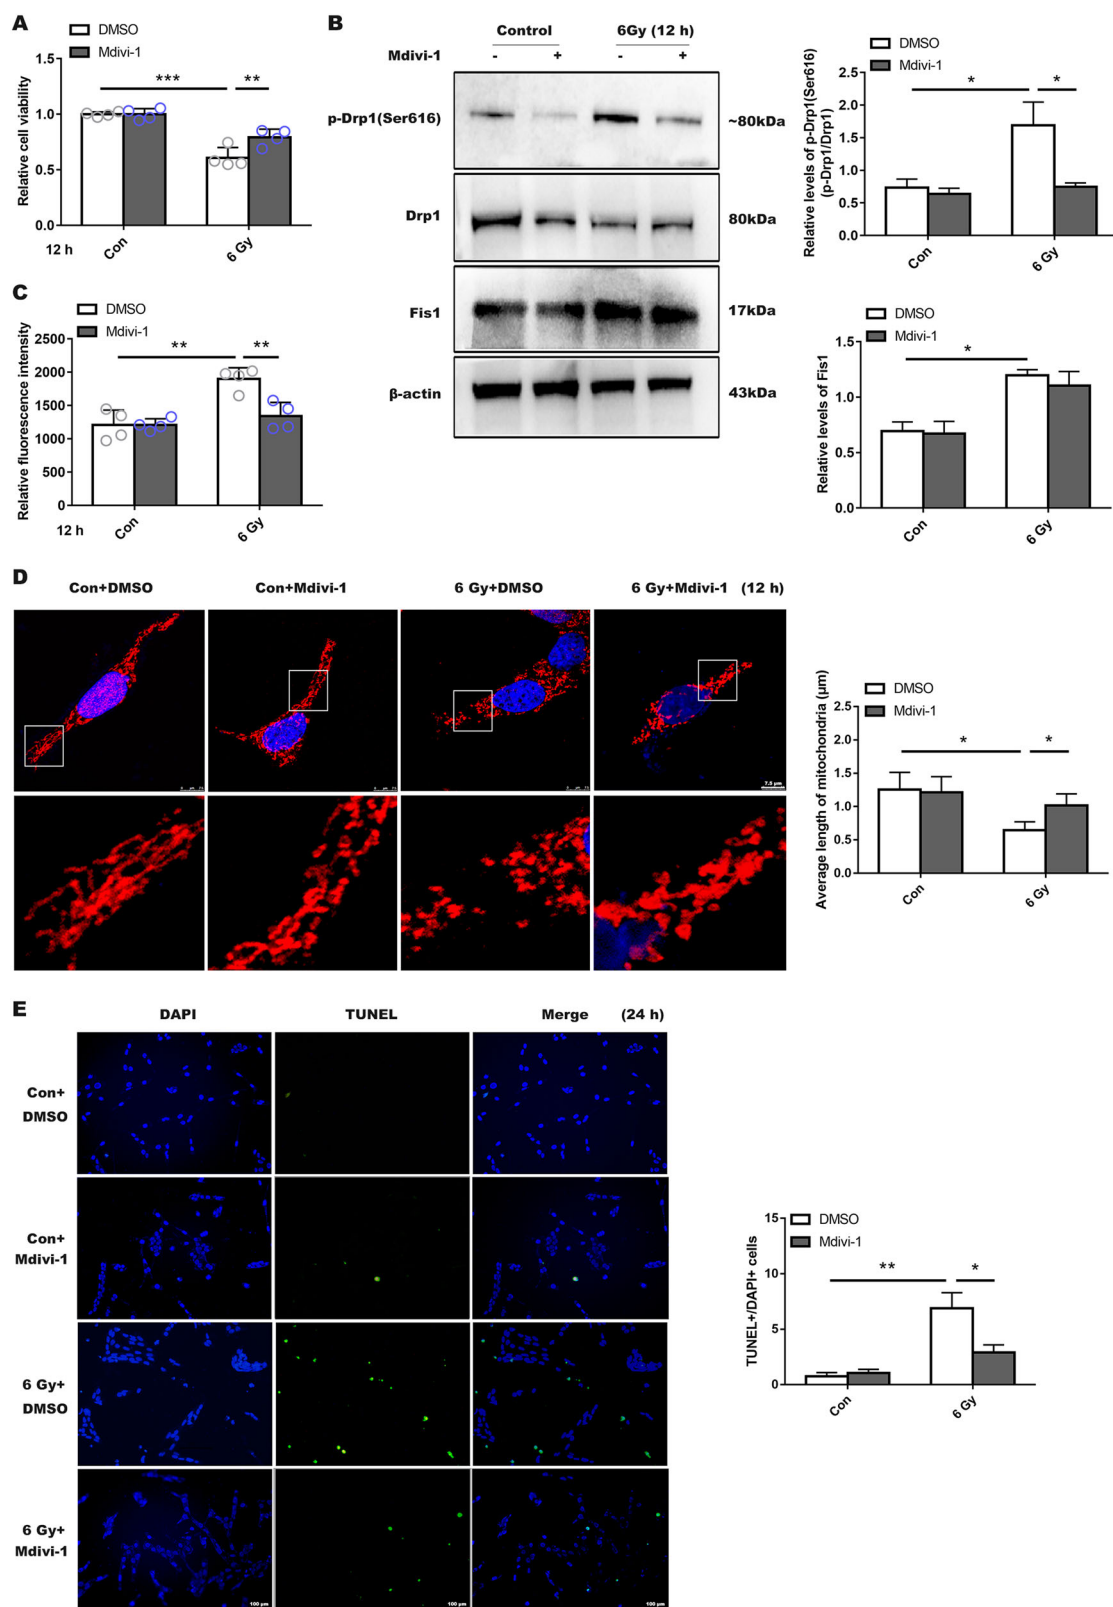 A
DMSO
Mdivi-1
Relative cell viability
1.5
1.0
0.5
0.0
***
**
Con
6 Gy
12 h
B
Control
6Gy (12 h)
Mdivi-1
-
+
-
+
p-Drp1(Ser616)
~80kDa
Drp1
80kDa
Fis1
17kDa
β-actin
43kDa
DMSO
Mdivi-1
Relative levels of p-Drp1(Ser616)
(p-Drp1/Drp1)
2.5
2.0
1.5
1.0
0.5
0.0
*
*
Con
6 Gy
DMSO
Mdivi-1
Relative levels of Fis1
1.5
1.0
0.5
0.0
*
Con
6 Gy
C
DMSO
Mdivi-1
Relative fluorescence intensity
2500
2000
1500
1000
500
0
**
**
Con
6 Gy
12 h
D
Con+DMSO
Con+Mdivi-1
6 Gy+DMSO
6 Gy+Mdivi-1 (12 h)
7.5 µm
DMSO
Mdivi-1
Average length of mitochondria (µm)
2.5
2.0
1.5
1.0
0.5
0.0
*
*
Con
6 Gy
E
DAPI
TUNEL
Merge
(24 h)
Con+
DMSO
Con+
Mdivi-1
6 Gy+
DMSO
6 Gy+
Mdivi-1
100 µm
100 µm
100 µm
DMSO
Mdivi-1
TUNEL+/DAPI+ cells
15
10
5
0
**
*
Con
6 Gy